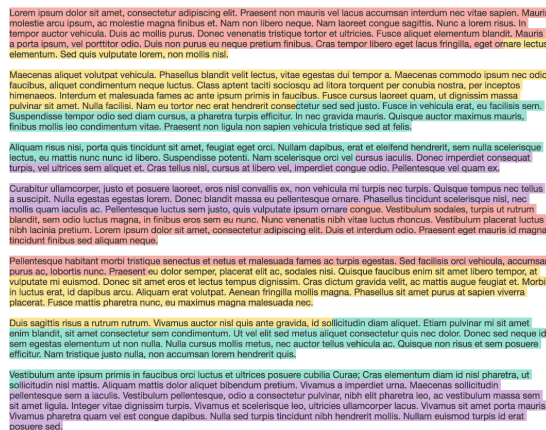 Lorem ipsum dolor sit amet, consectetur adipiscing elit. Praesent non mauris vel lacus accumsan interdum nec vitae sapien. Mauris
molestie arcu ipsum, ac molestie magna finibus et. Nam non libero neque. Nam laoreet congue sagittis. Nunc a lorem risus. In
tempor auctor vehicula. Duis ac mollis purus. Donec venenatis tristique tortor et ultricies. Fusce aliquet elementum blandit. Mauris
a porta ipsum, vel porttitor odio. Duis non purus eu neque pretium finibus. Cras tempor libero eget lacus fringilla, eget ornare lectus
elementum. Sed quis vulputate lorem, non mollis nisl.
Maecenas aliquet volutpat vehicula. Phasellus blandit velit lectus, vitae egestas dui tempor a. Maecenas commodo ipsum nec odio
faucibus, aliquet condimentum neque luctus. Class aptent taciti sociosqu ad litora torquent per conubia nostra, per inceptos
himenaeos. Interdum et malesuada fames ac ante ipsum primis in faucibus. Fusce cursus laoreet quam, ut dignissim massa
pulvinar sit amet. Nulla facilisi. Nam eu tortor nec erat hendrerit consectetur sed sed justo. Fusce in vehicula erat, eu facilisis sem.
Suspendisse tempor odio sed diam cursus, a pharetra turpis efficitur. In nec gravida mauris. Quisque auctor maximus mauris,
finibus mollis leo condimentum vitae. Praesent non ligula non sapien vehicula tristique sed at felis.
Aliquam risus nisi, porta quis tincidunt sit amet, feugiat eget orci. Nullam dapibus, erat et eleifend hendrerit, sem nulla scelerisque
lectus, eu mattis nunc nunc id libero. Suspendisse potenti. Nam scelerisque orci vel cursus iaculis. Donec imperdiet consequat
turpis, vel ultrices sem aliquet et. Cras tellus nisl, cursus at libero vel, imperdiet congue odio. Pellentesque vel quam ex.
Curabitur ullamcorper, justo et posuere laoreet, eros nisl convallis ex, non vehicula mi turpis nec turpis. Quisque tempus nec tellus
a suscipit. Nulla egestas egestas lorem. Donec blandit massa eu pellentesque ornare. Phasellus tincidunt scelerisque nisl, nec
mollis quam iaculis ac. Pellentesque luctus sem justo, quis vulputate ipsum ornare congue. Vestibulum sodales, turpis ut rutrum
blandit, sem odio luctus magna, in finibus eros sem eu nunc. Nunc venenatis nibh vitae luctus rhoncus. Vestibulum placerat luctus
nibh lacinia pretium. Lorem ipsum dolor sit amet, consectetur adipiscing elit. Duis et interdum odio. Praesent eget mauris id magna
tincidunt finibus sed aliquam neque.
Pellentesque habitant morbi tristique senectus et netus et malesuada fames ac turpis egestas. Sed facilisis orci vehicula, accumsan
purus ac, lobortis nunc. Praesent eu dolor semper, placerat elit ac, sodales nisi. Quisque faucibus enim sit amet libero tempor, at
vulputate mi euismod. Donec sit amet eros et lectus tempus dignissim. Cras dictum gravida velit, ac mattis augue feugiat et. Morbi
in luctus erat, id dapibus arcu. Aliquam erat volutpat. Aenean fringilla mollis magna. Phasellus sit amet purus at sapien viverra
placerat. Fusce mattis pharetra nunc, eu maximus magna malesuada nec.
Duis sagittis risus a rutrum rutrum. Vivamus auctor nisl quis ante gravida, id sollicitudin diam aliquet. Etiam pulvinar mi sit amet
enim blandit, sit amet consectetur sem condimentum. Ut vel elit sed metus aliquet consectetur quis nec dolor. Donec sed neque id
sem egestas elementum ut non nulla. Nulla cursus mollis metus, nec auctor tellus vehicula ac. Quisque non risus et sem posuere
efficitur. Nam tristique justo nulla, non accumsan lorem hendrerit quis.
Vestibulum ante ipsum primis in faucibus orci luctus et ultrices posuere cubilia Curae; Cras elementum diam id nisl pharetra, ut
sollicitudin nisl mattis. Aliquam mattis dolor aliquet bibendum pretium. Vivamus a imperdiet urna. Maecenas sollicitudin
pellentesque sem a iaculis. Vestibulum pellentesque, odio a consectetur pulvinar, nibh elit pharetra leo, ac vestibulum massa sem
sit amet ligula. Integer vitae dignissim turpis. Vivamus et scelerisque leo, ultricies ullamcorper lacus. Vivamus sit amet porta mauris.
Vivamus pharetra quam vel est congue dapibus. Nulla sed turpis hendrerit nibh mollis. Nullam euismod turpis id erat
posuere sed.